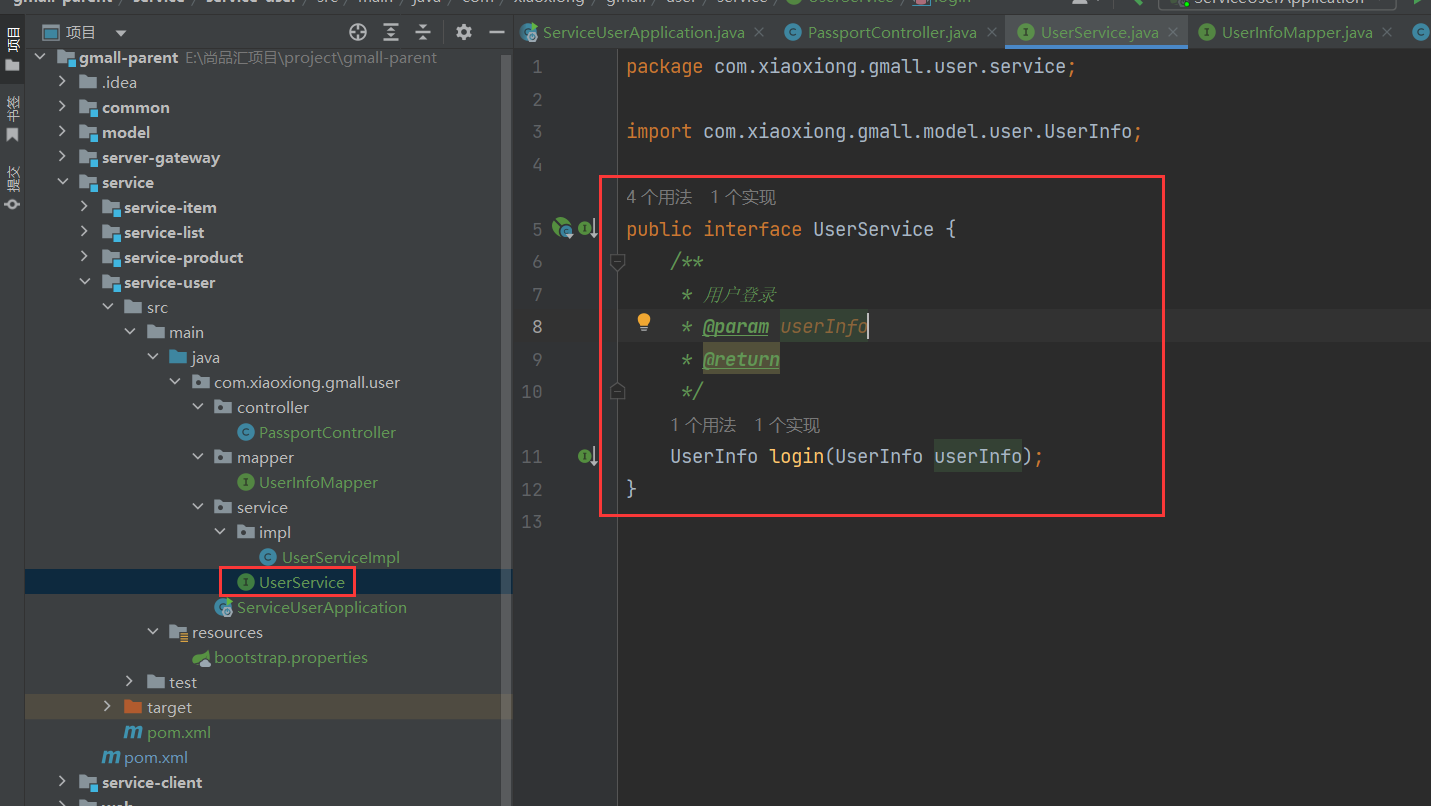 gmall-parent service service-user src main java com xiaoxiong gmall user service UserService login ServiceUserApplication
项目
ServiceUserApplication.java
PassportController.java
UserService.java
UserInfoMapper.java
项目
书签
提交
gmall-parent E:\尚品汇项目\project\gmall-parent
.idea
common
model
server-gateway
service
service-item
service-list
service-product
service-user
src
main
java
com.xiaoxiong.gmall.user
controller
PassportController
mapper
UserInfoMapper
service
impl
UserServiceImpl
UserService
ServiceUserApplication
resources
bootstrap.properties
test
target
pom.xml
pom.xml
service-client
web
1 package com.xiaoxiong.gmall.user.service;
2
3 import com.xiaoxiong.gmall.model.user.UserInfo;
4
4 个用法 1 个实现
5 public interface UserService {
6 /**
7 * 用户登录
8 * @param userInfo
9 * @return
10 */
1 个用法 1 个实现
11 UserInfo login(UserInfo userInfo);
12 }
13